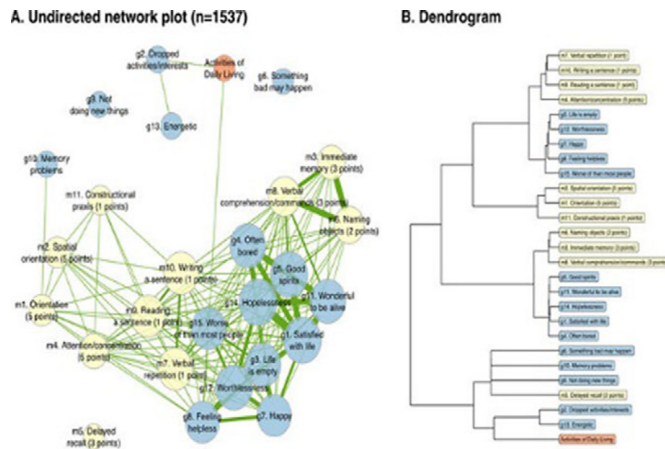 A. Undirected network plot (n=1537)
g2. Dropped
activities/interests
Activities of
Daily Living
g6. Something
bad may happen
g9. Not
doing new things
g13. Energetic
g10. Memory
problems
m3. Immediate
memory (3 points)
m11. Constructional
praxis (1 points)
m8. Verbal
comprehension/commands (3 points)
m6. Naming
objects (2 points)
g4. Often
bored
m2. Spatial
orientation (5 points)
m10. Writing
a sentence (1 points)
g5. Good
spirits
g11. Wonderful
to be alive
g14. Hopelessness
m1. Orientation
(5 points)
m9. Reading
a sentence (1 point)
g15. Worse
of than most people
g1. Satisfied
with life
m4. Attention/concentration
(5 points)
m7. Verbal
repetition (1 point)
g3. Life
is empty
g12. Worthlessness
g8. Feeling
helpless
g7. Happy
m5. Delayed
recall (3 points)
B. Dendrogram
m7. Verbal repetition (1 point)
m10. Writing a sentence (1 points)
m9. Reading a sentence (1 point)
m4. Attention/concentration (5 points)
g3. Life is empty
g12. Worthlessness
g7. Happy
g8. Feeling helpless
g15. Worse of than most people
m2. Spatial orientation (5 points)
m1. Orientation (5 points)
m11. Constructional praxis (1 points)
m6. Naming objects (2 points)
m3. Immediate memory (3 points)
m8. Verbal comprehension/commands (3 points)
g5. Good spirits
g11. Wonderful to be alive
g14. Hopelessness
g1. Satisfied with life
g4. Often bored
g6. Something bad may happen
g10. Memory problems
g9. Not doing new things
m5. Delayed recall (3 points)
g2. Dropped activities/interests
g13. Energetic
Activities of Daily Living